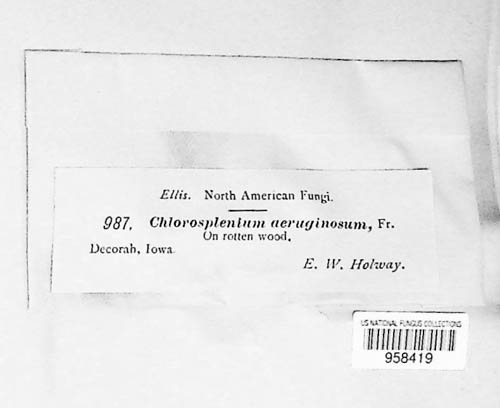 Ellis. North American Fungi.
987. Chlorosplenium aeruginosum, Fr.
On rotten wood,
Decorah, Iowa
E. W. Holway.
US NATIONAL FUNGUS COLLECTIONS
958419